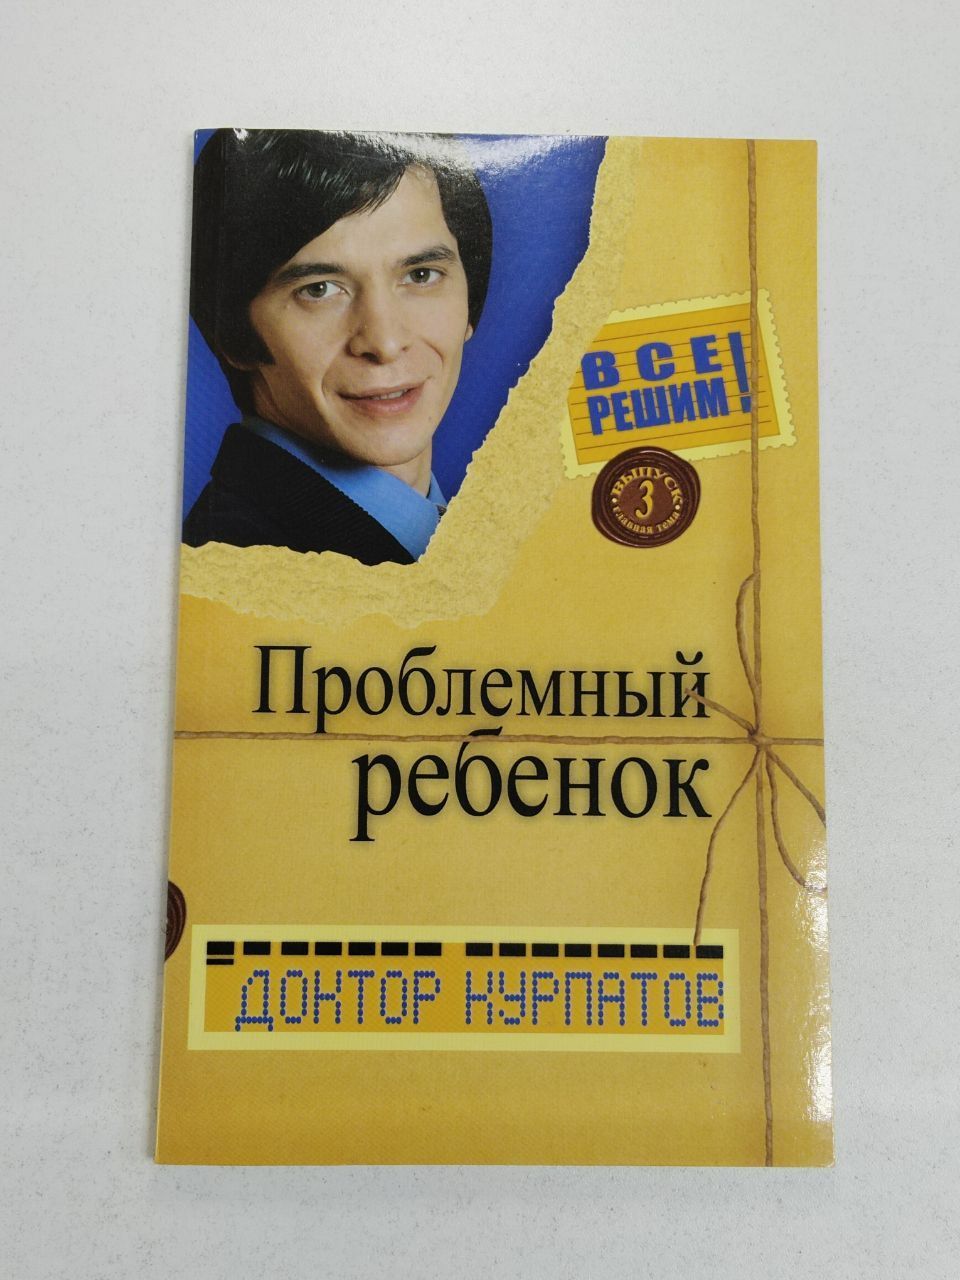 ВСЕ
РЕШИМ!
ВЫПУСК
3
главная тема
Проблемный
ребенок
ДОКТОР КУРПАТОВ